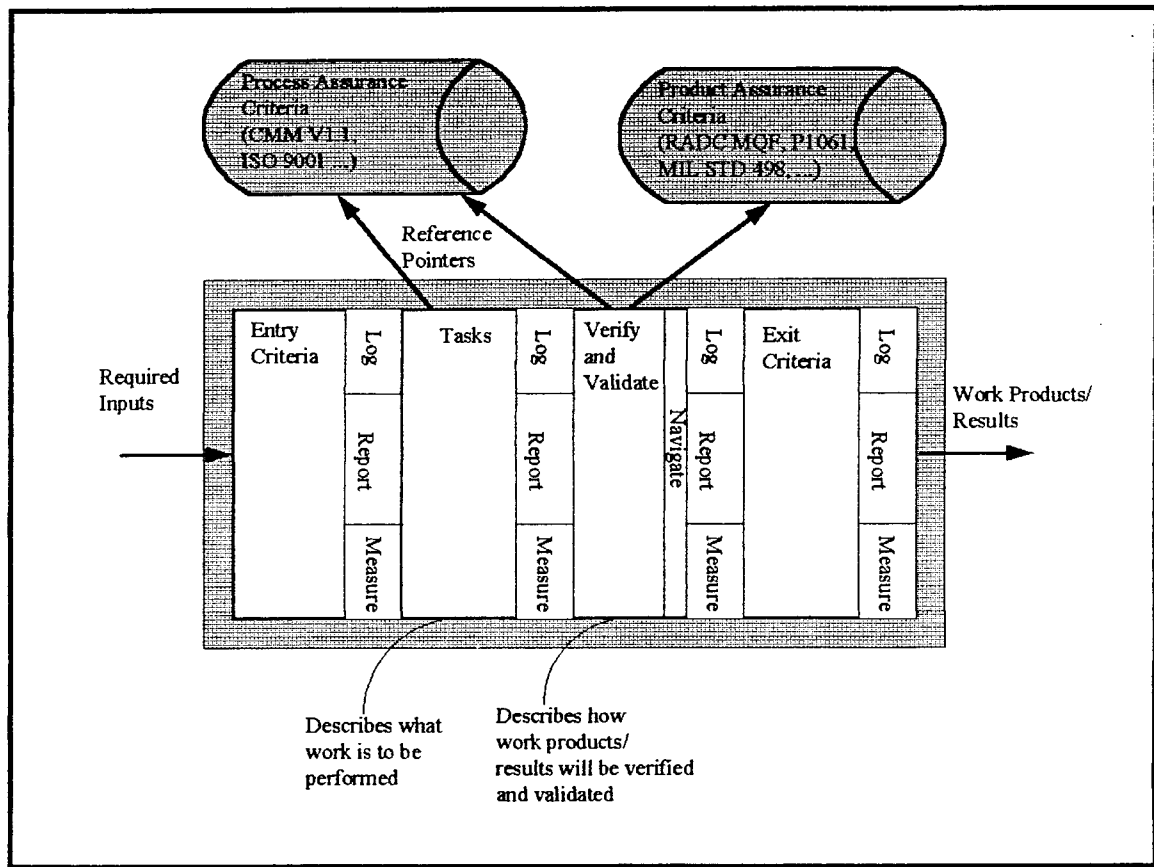 Process Assurance
Criteria
(CMM V1.1,
ISO 9001 ...)
Product Assurance
Criteria
(RADC MQF, P1061,
MIL STD 498, ...)
Reference
Pointers
Required
Inputs
Entry
Criteria
Log
Report
Measure
Tasks
Log
Report
Measure
Verify
and
Validate
Navigate
Log
Report
Measure
Exit
Criteria
Log
Report
Measure
Work Products/
Results
Describes what
work is to be
performed
Describes how
work products/
results will be verified
and validated